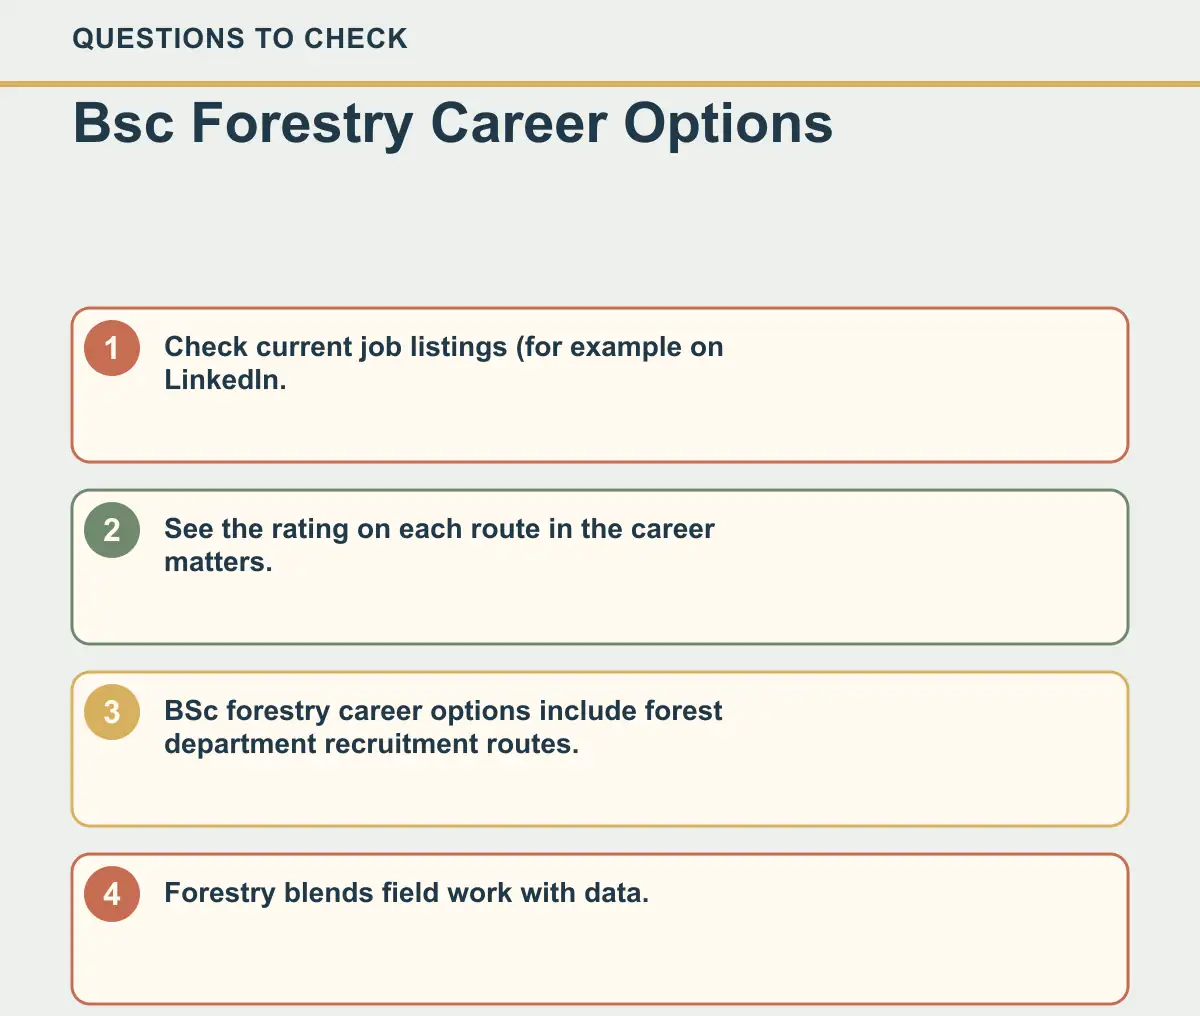 QUESTIONS TO CHECK
Bsc Forestry Career Options
1
Check current job listings (for example on
LinkedIn.
2
See the rating on each route in the career
matters.
3
BSc forestry career options include forest
department recruitment routes.
4
Forestry blends field work with data.